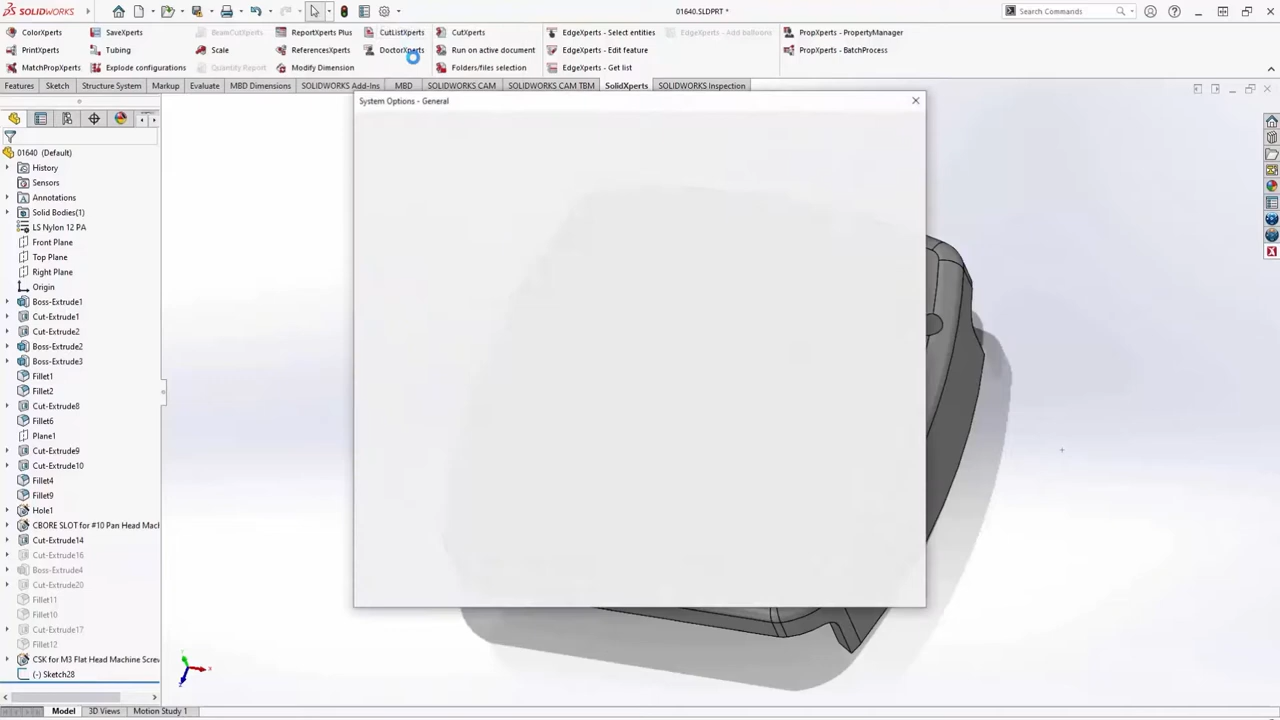 SOLIDWORKS
01640.SLDPRT *
Search Commands
ColorXperts
SaveXperts
BeamCutXperts
ReportXperts Plus
CutListXperts
CutXperts
EdgeXperts - Select entities
EdgeXperts - Add balloons
PropXperts - PropertyManager
PrintXperts
Tubing
Scale
ReferencesXperts
DoctorXperts
Run on active document
EdgeXperts - Edit feature
PropXperts - BatchProcess
MatchPropXperts
Explode configurations
Quantity Report
Modify Dimension
Folders/files selection
EdgeXperts - Get list
Features
Sketch
Structure System
Markup
Evaluate
MBD Dimensions
SOLIDWORKS Add-Ins
MBD
SOLIDWORKS CAM
SOLIDWORKS CAM TBM
SolidXperts
SOLIDWORKS Inspection
System Options - General
01640 (Default)
History
Sensors
Annotations
Solid Bodies(1)
LS Nylon 12 PA
Front Plane
Top Plane
Right Plane
Origin
Boss-Extrude1
Cut-Extrude1
Cut-Extrude2
Boss-Extrude2
Boss-Extrude3
Fillet1
Fillet2
Cut-Extrude8
Fillet6
Plane1
Cut-Extrude9
Cut-Extrude10
Fillet4
Fillet9
Hole1
CBORE SLOT for #10 Pan Head Macl
Cut-Extrude14
Cut-Extrude16
Boss-Extrude4
Cut-Extrude20
Fillet11
Fillet10
Cut-Extrude17
Fillet12
CSK for M3 Flat Head Machine Screw
(-) Sketch28
Model
3D Views
Motion Study 1